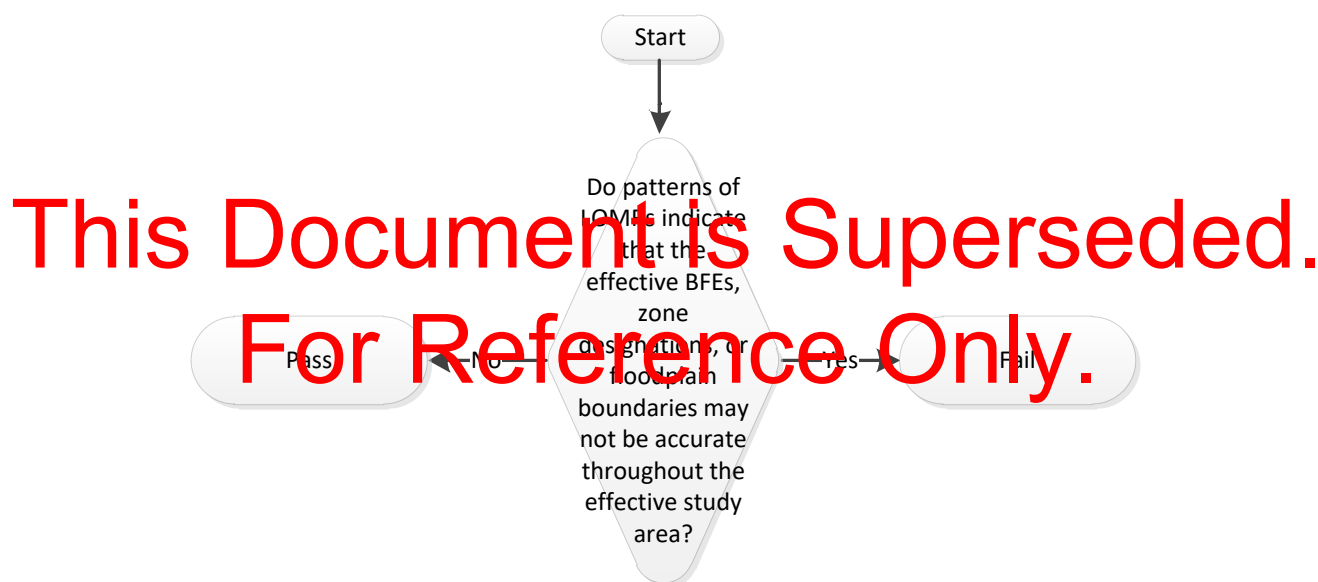 Start
Do patterns of
LOMRs indicate
that the
effective BFEs,
zone
designations, or
floodplain
boundaries may
not be accurate
throughout the
effective study
area?
Pass
No
Yes
Fail
This Document is Superseded.
For Reference Only.